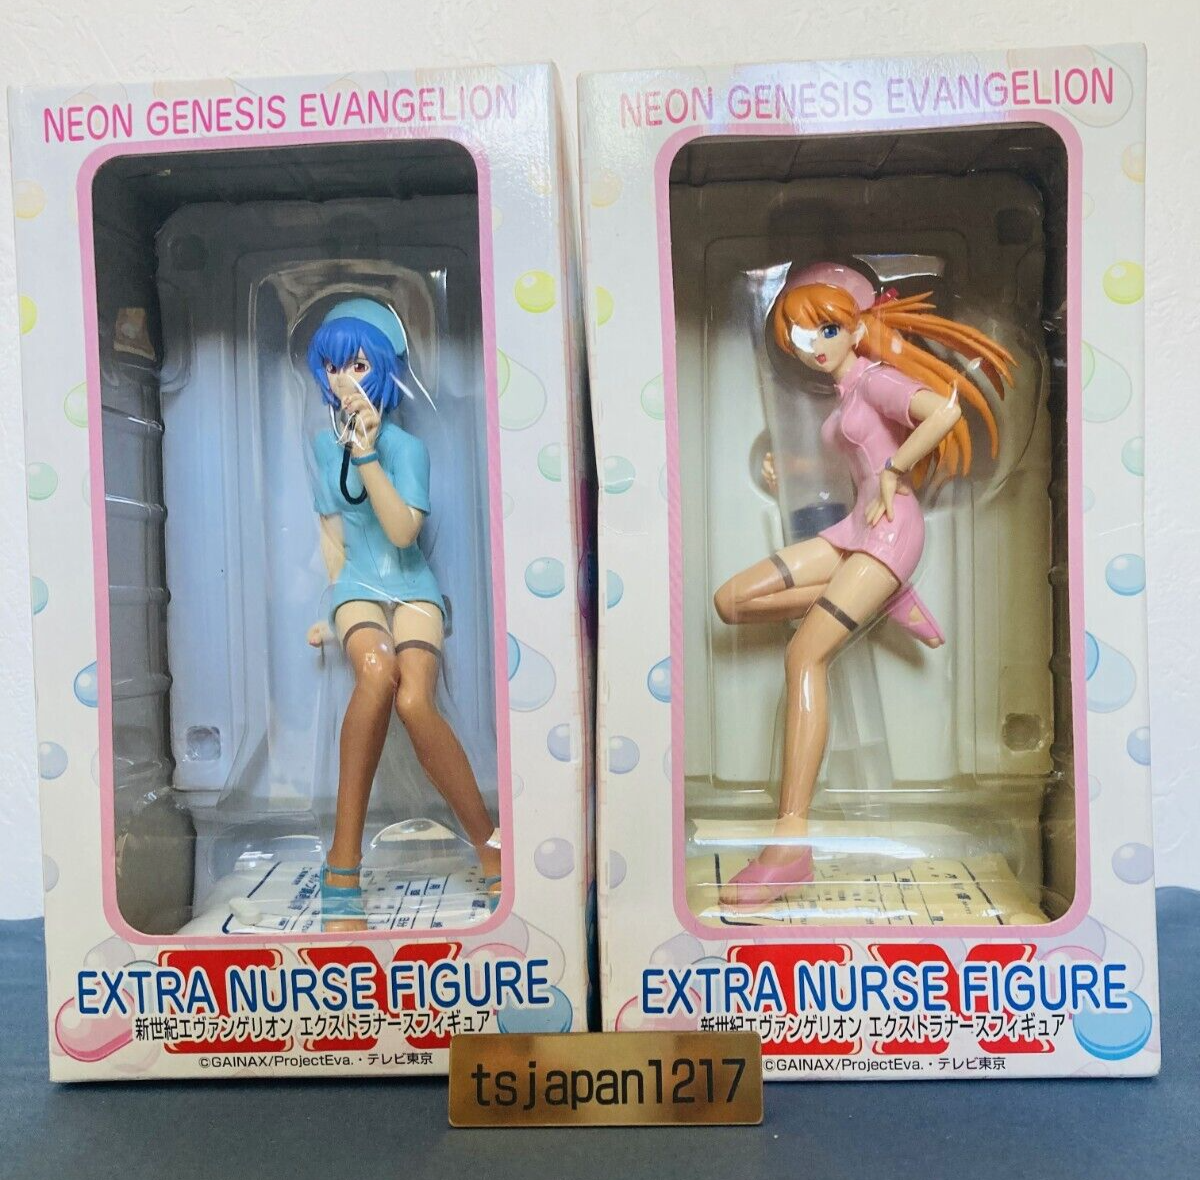 NEON GENESIS EVANGELION
EXTRA NURSE FIGURE
新世紀エヴァンゲリオン エクストラナースフィギュア
©GAINAX/ProjectEva.・テレビ東京
NEON GENESIS EVANGELION
EXTRA NURSE FIGURE
新世紀エヴァンゲリオン エクストラナースフィギュア
©GAINAX/ProjectEva.・テレビ東京
tsjapan1217